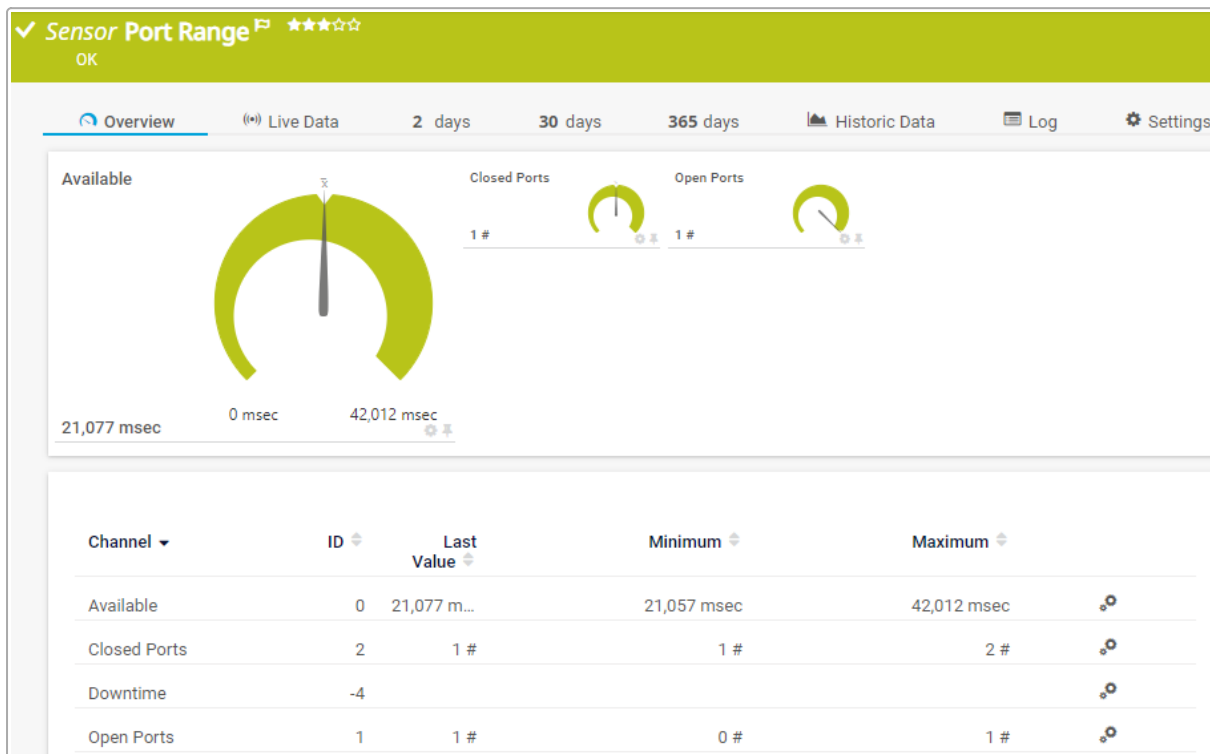 Sensor Port Range
OK
Overview Live Data 2 days 30 days 365 days Historic Data Log Settings
Available
x̄
0 msec 42,012 msec
21,077 msec
Closed Ports
1 #
Open Ports
1 #
Channel ID Last Value Minimum Maximum
Available 0 21,077 m... 21,057 msec 42,012 msec
Closed Ports 2 1 # 1 # 2 #
Downtime -4
Open Ports 1 1 # 0 # 1 #